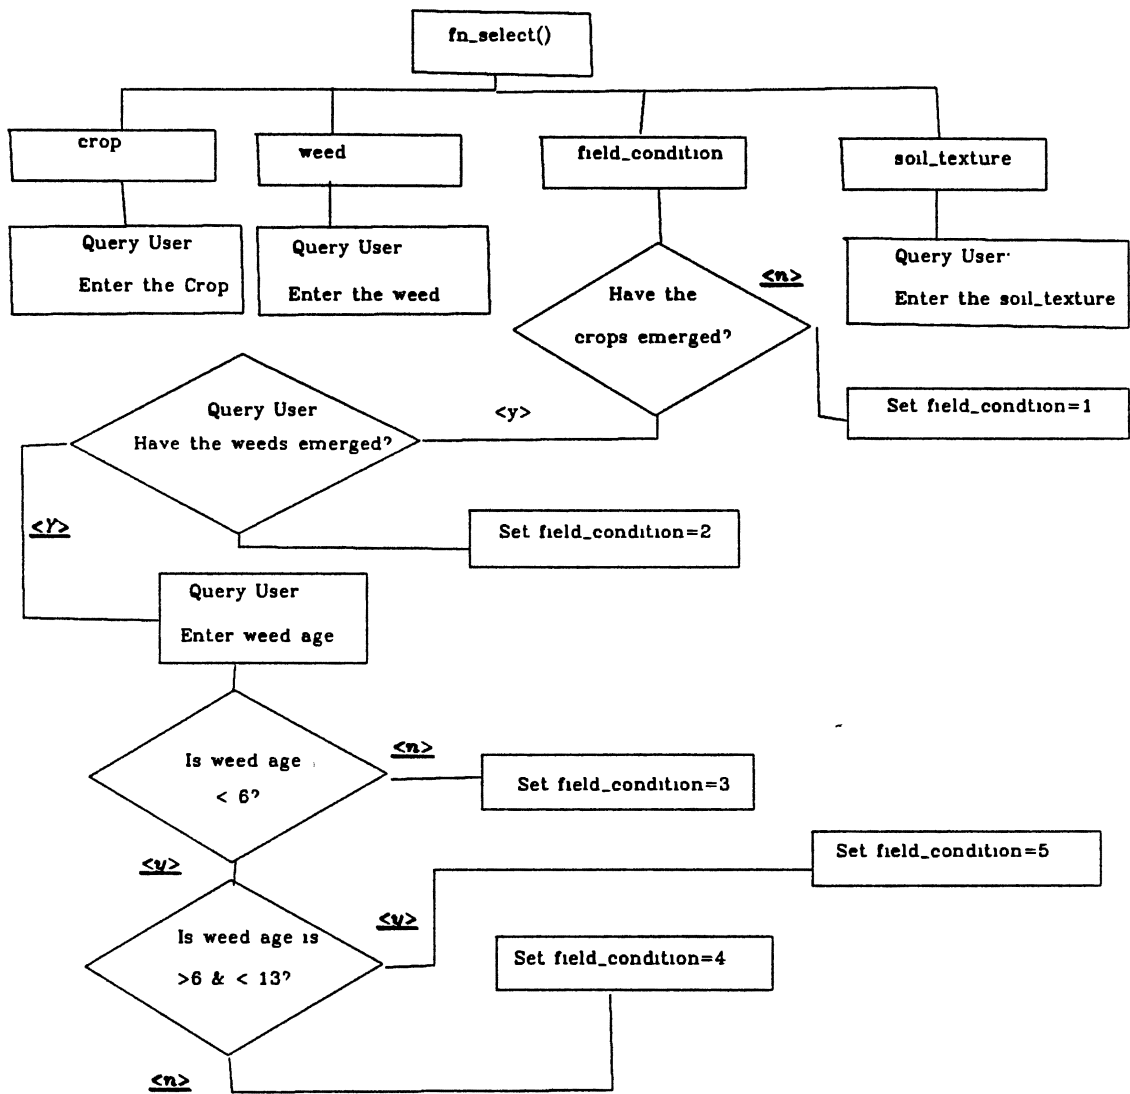 fn_select()
crop
weed
field_condition
soil_texture
Query User
Enter the Crop
Query User
Enter the weed
<n>
Have the
crops emerged?
Query User
Enter the soil_texture
Set field_condtion=1
<y>
Query User
Have the weeds emerged?
<Y>
Set field_condition=2
Query User
Enter weed age
Is weed age
< 6?
<n>
Set field_condition=3
<y>
Set field_condition=5
<y>
Is weed age is
>6 & < 13?
Set field_condition=4
<n>